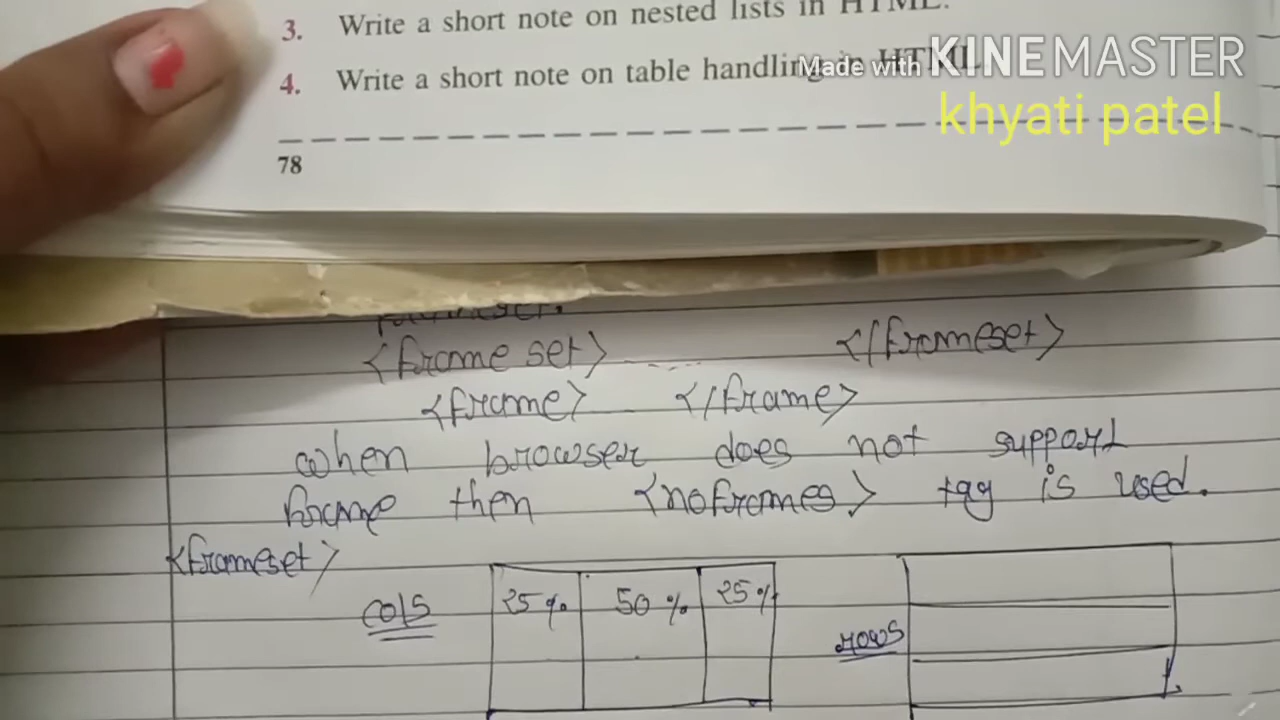 3. Write a short note on nested lists in HTML.
4. Write a short note on table handling in HTML.
Made with KINEMASTER
khyati patel
78
<frame set> </frameset>
<frame> </frame>
when browser does not support
frame then <noframes> tag is used.
<frameset>
cols 25% 50% 25%
rows